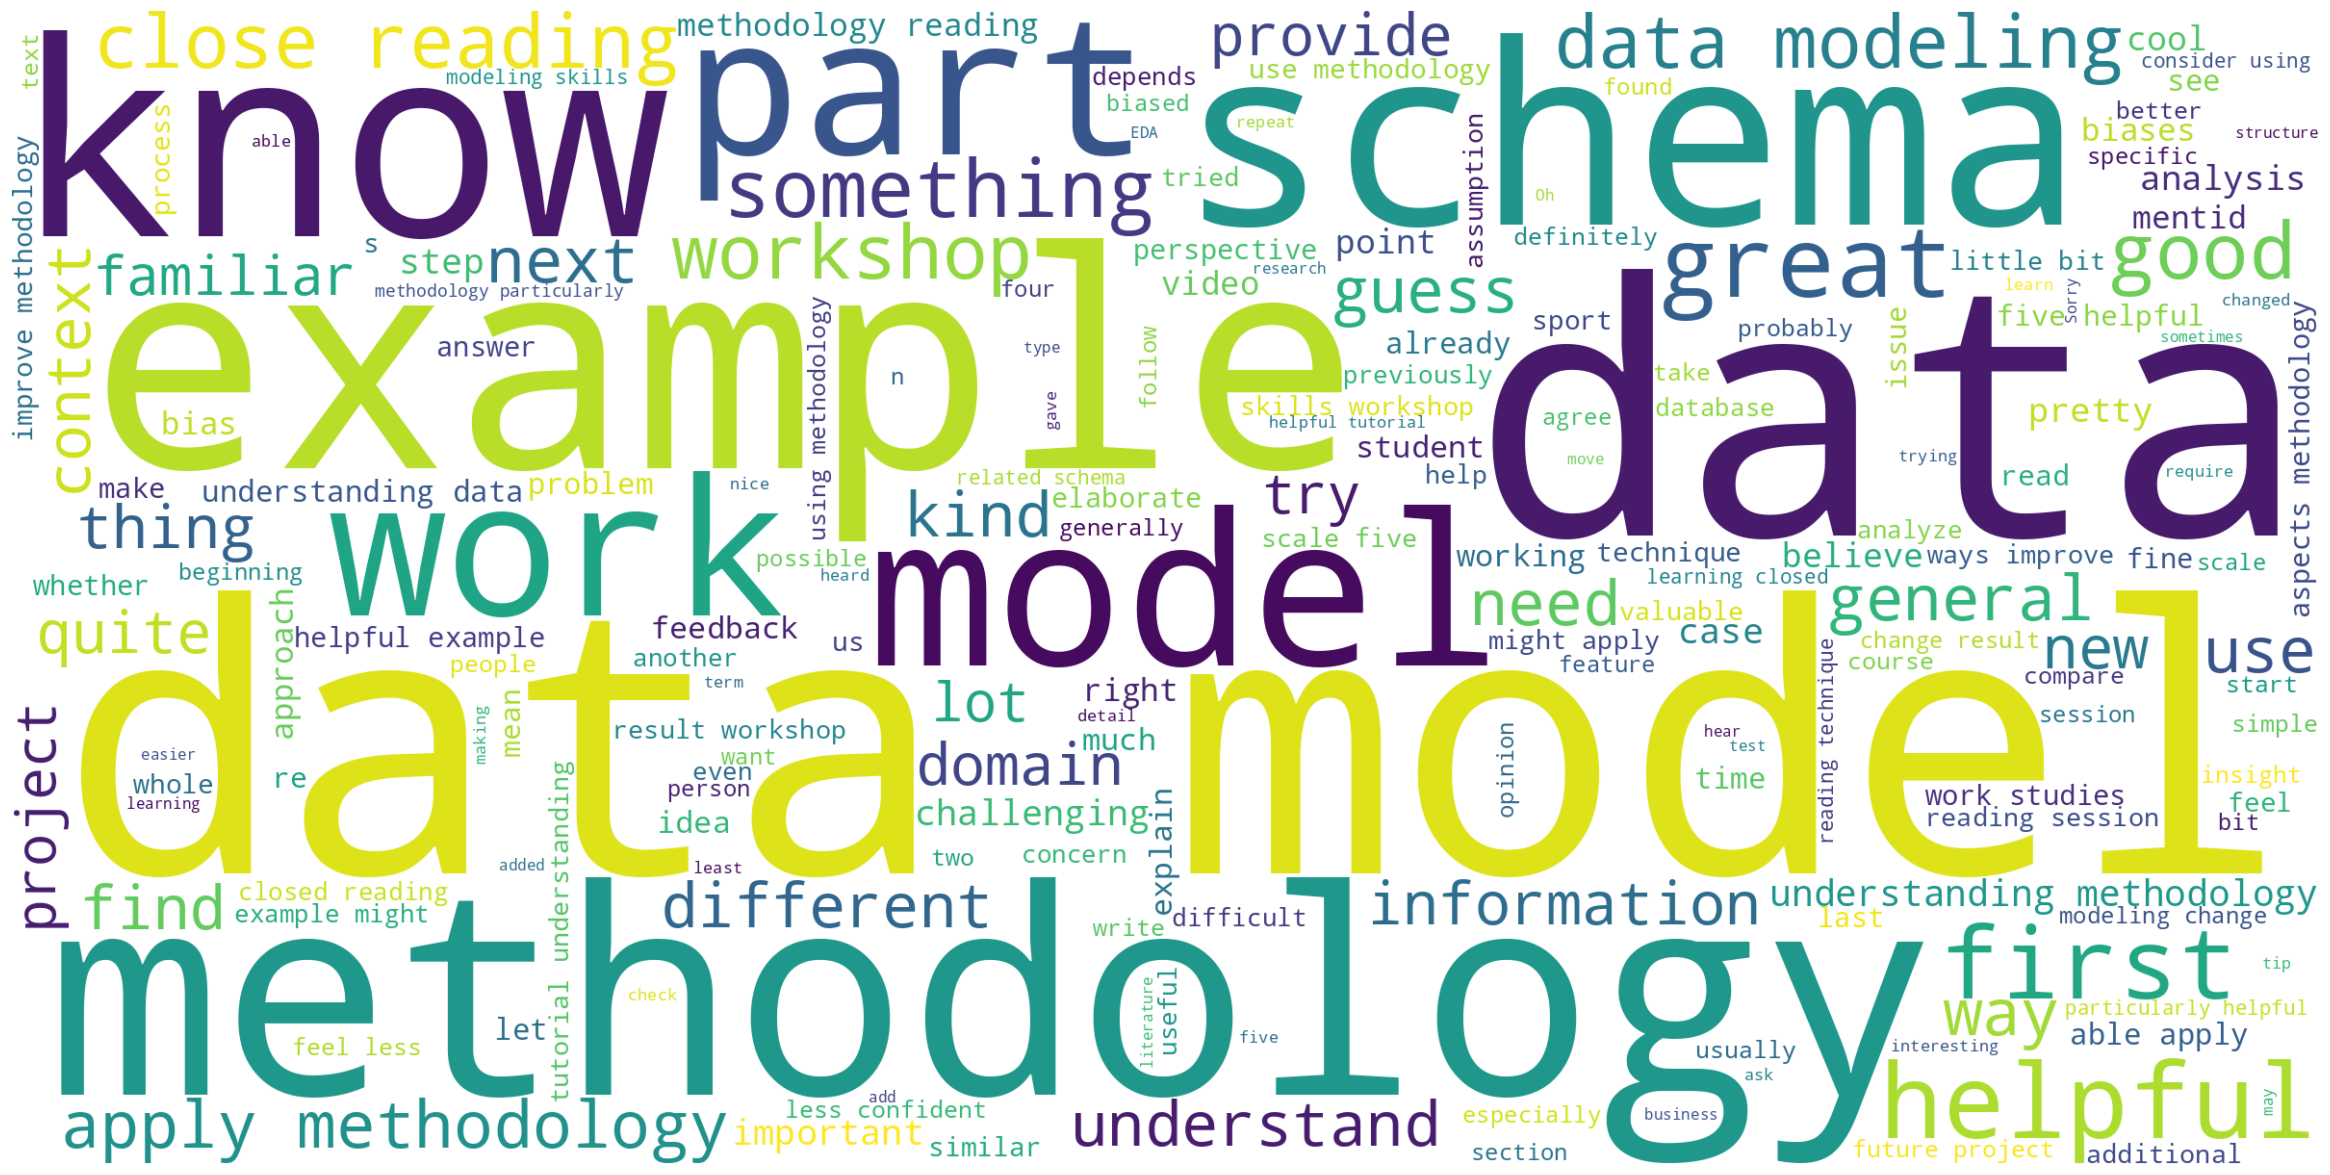 close reading
methodology reading
provide
data modeling
cool
text
know
modeling skills
part
depends
use methodology
schema
found
consider using
see
biased
better
process
able
EDA
repeat
biases
structure
something
tried
assumption
specific
analysis
improve methodology
Oh
mentid
context
familiar
s
step
next
workshop
perspective
point
definitely
great
little bit
good
methodology particularly
research
video
four
guess
learn
Sorry
changed
example
using methodology
sport
probably
issue
five helpful
aspects methodology
answer
type
follow
already
sometimes
n
previously
take
data
bias
gave
skills workshop
agree
database
pretty
helpful tutorial
student
move
trying
make
understanding data
problem
nice
related schema
try
help
read
require
elaborate
thing
work
kind
generally
scale five
analyze
possible
model
working
technique
believe
ways improve
fine
scale
whether
beginning
heard
learning closed
approach
need
valuable
general
quite
helpful example
feedback
us
might apply
case
change result
new
use
people
another
feature
reading technique
course
data model
term
lot
right
compare
start
project
mean
making
result workshop
detail
opinion
hear
session
simple
easier
want
much
test
whole
re
even
domain
time
insight
learning
person
work studies
feel
tutorial understanding
idea
challenging
explain
reading session
bit
added
least
two
concern
find
closed reading
different
information
understanding methodology
example might
write
difficult
last
modeling change
methodology
first
tip
check
literature
useful
way
particularly helpful
let
five
able apply
feel less
usually
interesting
ask
helpful
apply methodology
add
less confident
understand
especially
business
may
important
similar
section
future project
additional